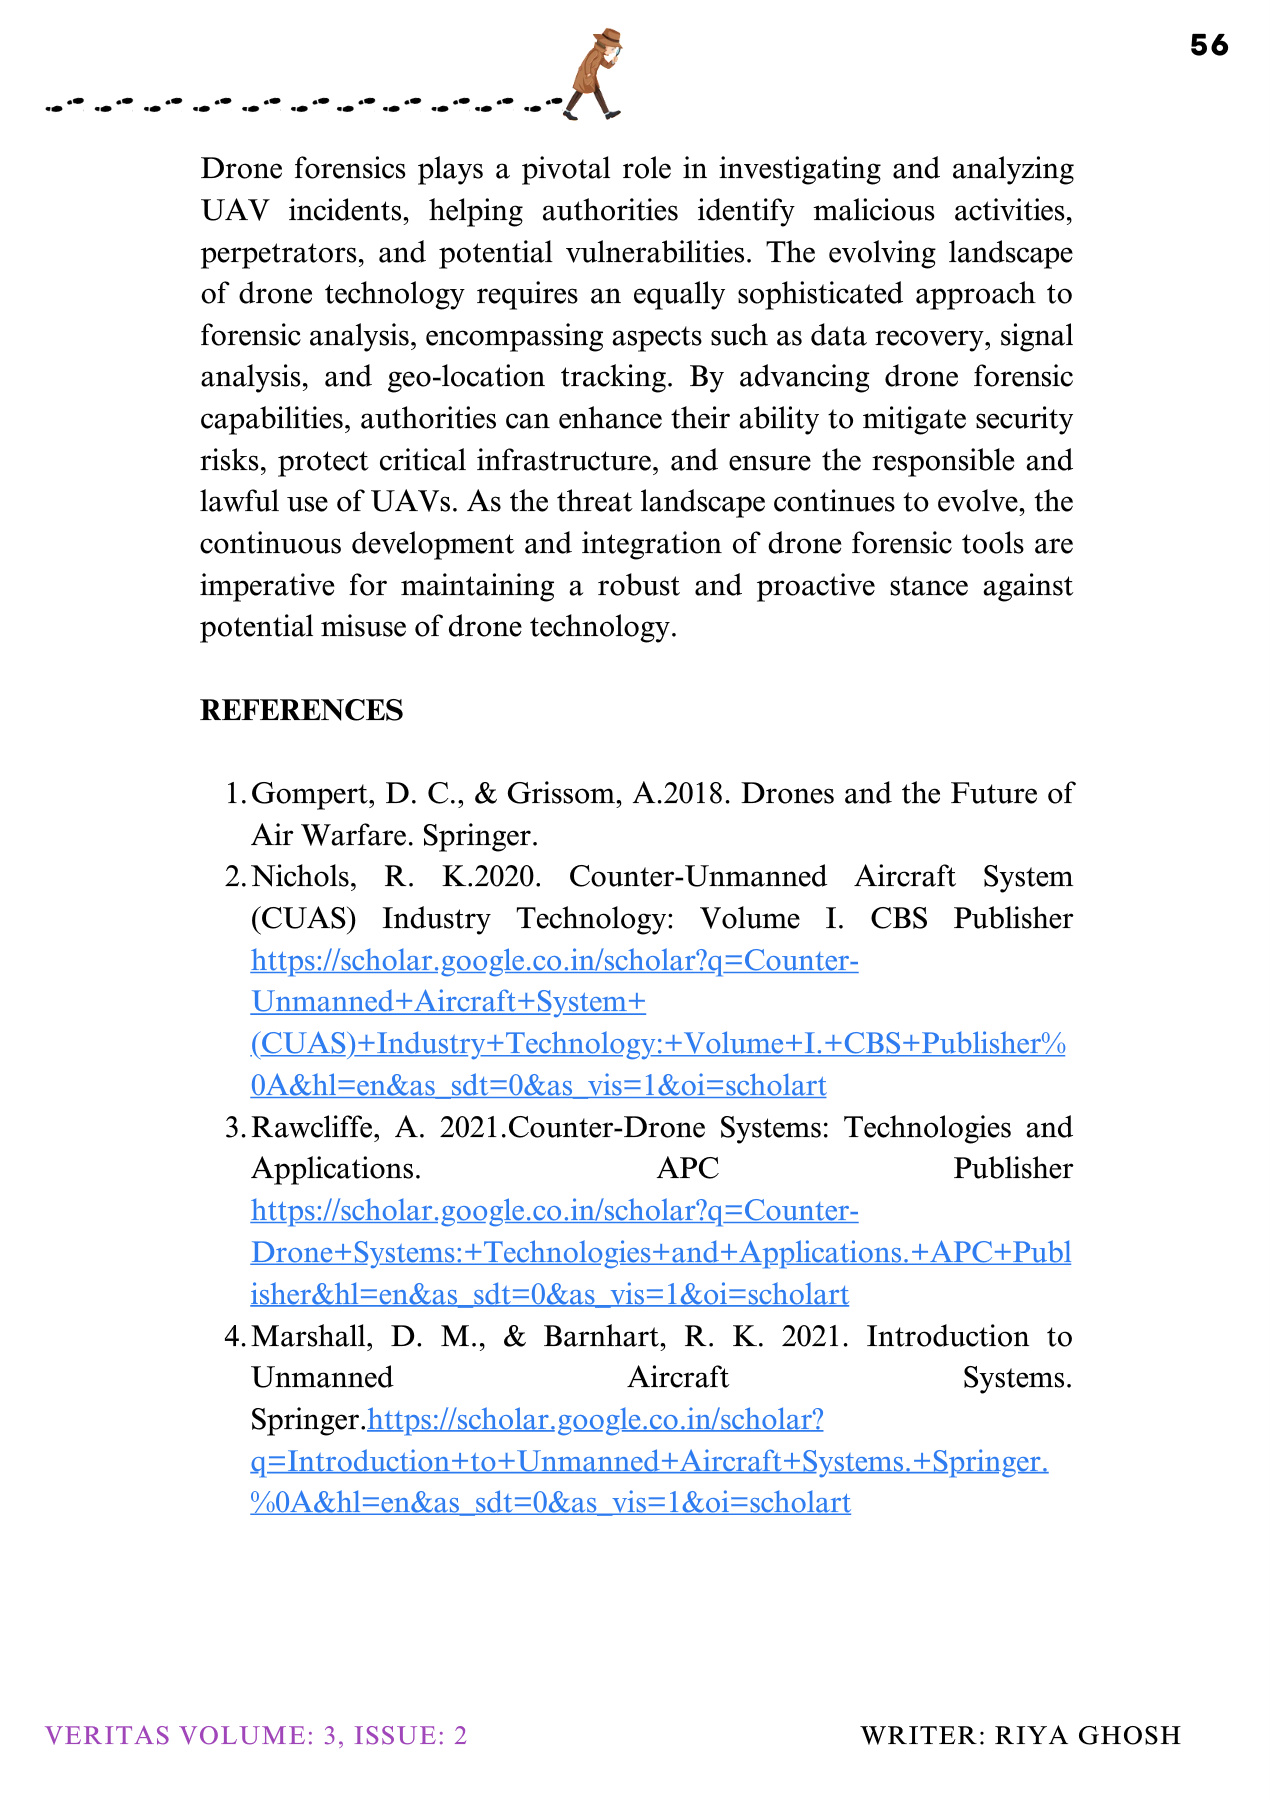 56
Drone forensics plays a pivotal role in investigating and analyzing
UAV incidents, helping authorities identify malicious activities,
perpetrators, and potential vulnerabilities. The evolving landscape
of drone technology requires an equally sophisticated approach to
forensic analysis, encompassing aspects such as data recovery, signal
analysis, and geo-location tracking. By advancing drone forensic
capabilities, authorities can enhance their ability to mitigate security
risks, protect critical infrastructure, and ensure the responsible and
lawful use of UAVs. As the threat landscape continues to evolve, the
continuous development and integration of drone forensic tools are
imperative for maintaining a robust and proactive stance against
potential misuse of drone technology.
REFERENCES
1. Gompert, D. C., & Grissom, A.2018. Drones and the Future of
Air Warfare. Springer.
2. Nichols, R. K.2020. Counter-Unmanned Aircraft System
(CUAS) Industry Technology: Volume I. CBS Publisher
https://scholar.google.co.in/scholar?q=Counter-
Unmanned+Aircraft+System+
(CUAS)+Industry+Technology:+Volume+I.+CBS+Publisher%
0A&hl=en&as_sdt=0&as_vis=1&oi=scholart
3. Rawcliffe, A. 2021.Counter-Drone Systems: Technologies and
Applications. APC Publisher
https://scholar.google.co.in/scholar?q=Counter-
Drone+Systems:+Technologies+and+Applications.+APC+Publ
isher&hl=en&as_sdt=0&as_vis=1&oi=scholart
4. Marshall, D. M., & Barnhart, R. K. 2021. Introduction to
Unmanned Aircraft Systems.
Springer.https://scholar.google.co.in/scholar?
q=Introduction+to+Unmanned+Aircraft+Systems.+Springer.
%0A&hl=en&as_sdt=0&as_vis=1&oi=scholart
VERITAS VOLUME: 3, ISSUE: 2
WRITER: RIYA GHOSH